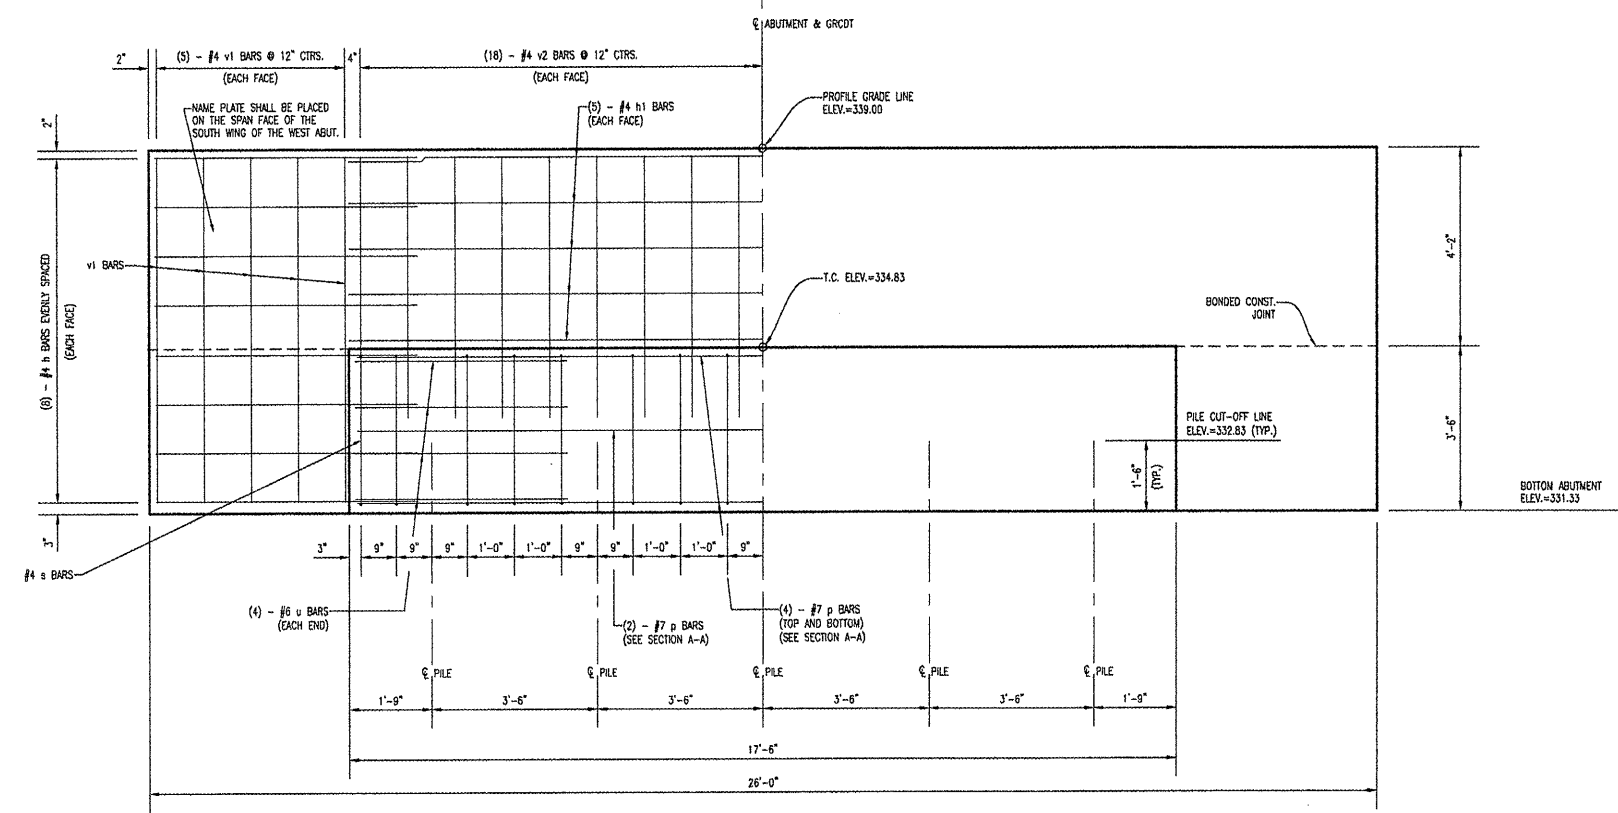 ℄ ABUTMENT & GRCDT
2"
(5) - #4 v1 BARS @ 12" CTRS.
(EACH FACE)
4"
(18) - #4 v2 BARS @ 12" CTRS.
(EACH FACE)
NAME PLATE SHALL BE PLACED
ON THE SPAN FACE OF THE
SOUTH WING OF THE WEST ABUT.
(5) - #4 h1 BARS
(EACH FACE)
PROFILE GRADE LINE
ELEV.=339.00
2"
v1 BARS
(8) - #4 h BARS EVENLY SPACED
(EACH FACE)
T.C. ELEV.=334.83
BONDED CONST.
JOINT
4'-2"
PILE CUT-OFF LINE
ELEV.=332.83 (TYP.)
1'-6"
(TYP.)
3'-6"
BOTTON ABUTMENT
ELEV.=331.33
3"
#4 s BARS
3"
9"
9"
9"
1'-0"
1'-0"
9"
9"
1'-0"
1'-0"
9"
(4) - #6 u BARS
(EACH END)
(2) - #7 p BARS
(SEE SECTION A-A)
(4) - #7 p BARS
(TOP AND BOTTOM)
(SEE SECTION A-A)
℄ PILE
℄ PILE
℄ PILE
℄ PILE
℄ PILE
1'-9"
3'-6"
3'-6"
3'-6"
3'-6"
1'-9"
17'-6"
26'-0"